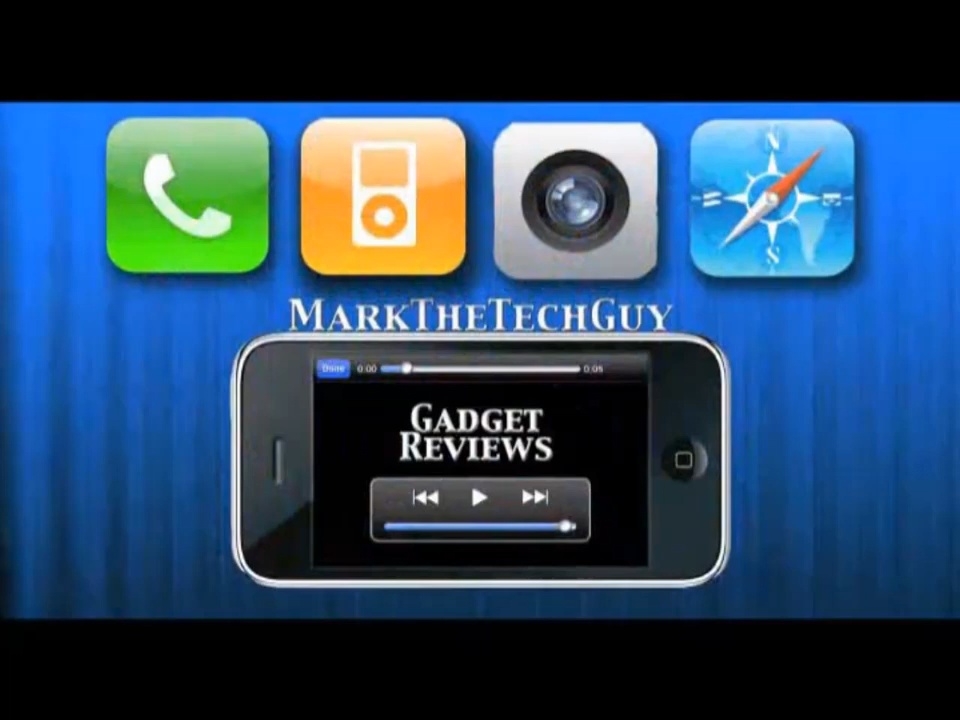 N
W E
S
MARKTHETECHGUY
Done 0:00 0:05
GADGET
REVIEWS